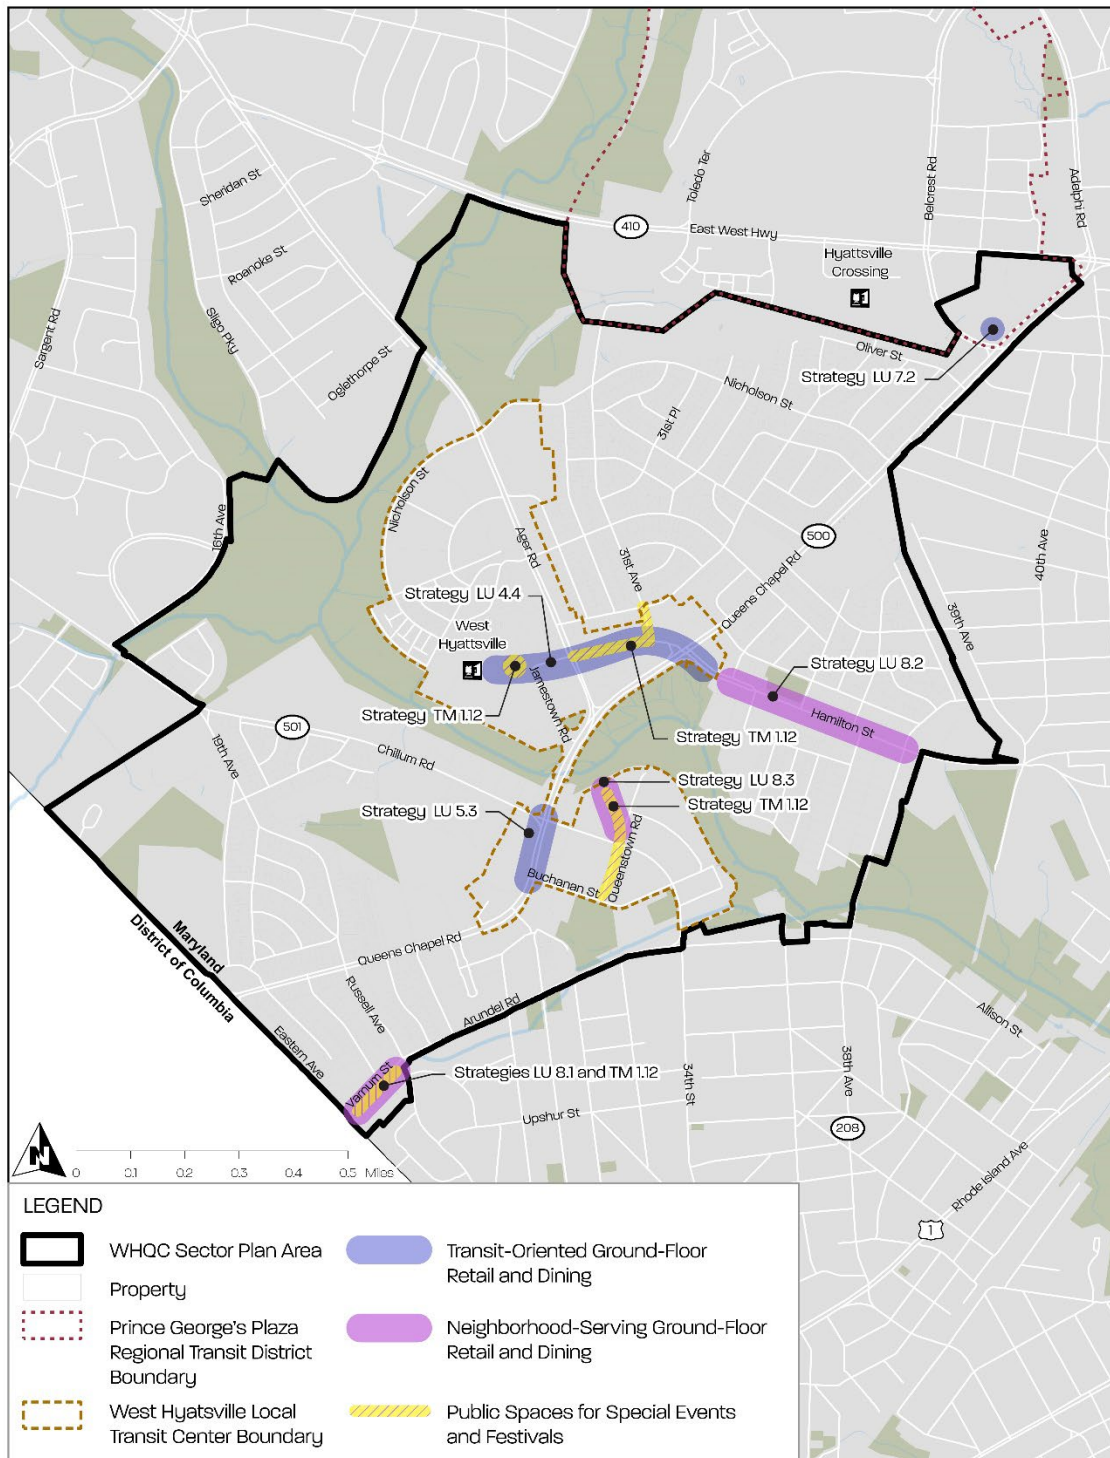 Sheridan St
Toledo Ter
Belcrest Rd
Adelphi Rd
410
East West Hwy
Roanoke St
Hyattsville
Crossing
Sligo Pky
Sargent Rd
Oglethorpe St
Oliver St
Strategy LU 7.2
Nicholson St
31st Pl
Nicholson St
16th Ave
Ager Rd
500
40th Ave
31st Ave
Queens Chapel Rd
Strategy LU 4.4
39th Ave
West
Hyattsville
Strategy LU 8.2
Jamestown Rd
Strategy TM 1.12
Hamilton St
Strategy TM 1.12
501
19th Ave
Chillum Rd
Strategy LU 8.3
Strategy TM 1.12
Strategy LU 5.3
Queenstown Rd
Buchanan St
Maryland
District of Columbia
Queens Chapel Rd
Russell Ave
Arundel Rd
Allison St
Eastern Ave
34th St
38th Ave
Varnum St
Strategies LU 8.1 and TM 1.12
Upshur St
208
N
0 0.1 0.2 0.3 0.4 0.5 Miles
Rhode Island Ave
1
LEGEND
WHQC Sector Plan Area
Property
Prince George's Plaza
Regional Transit District
Boundary
West Hyatsville Local
Transit Center Boundary
Transit-Oriented Ground-Floor
Retail and Dining
Neighborhood-Serving Ground-Floor
Retail and Dining
Public Spaces for Special Events
and Festivals